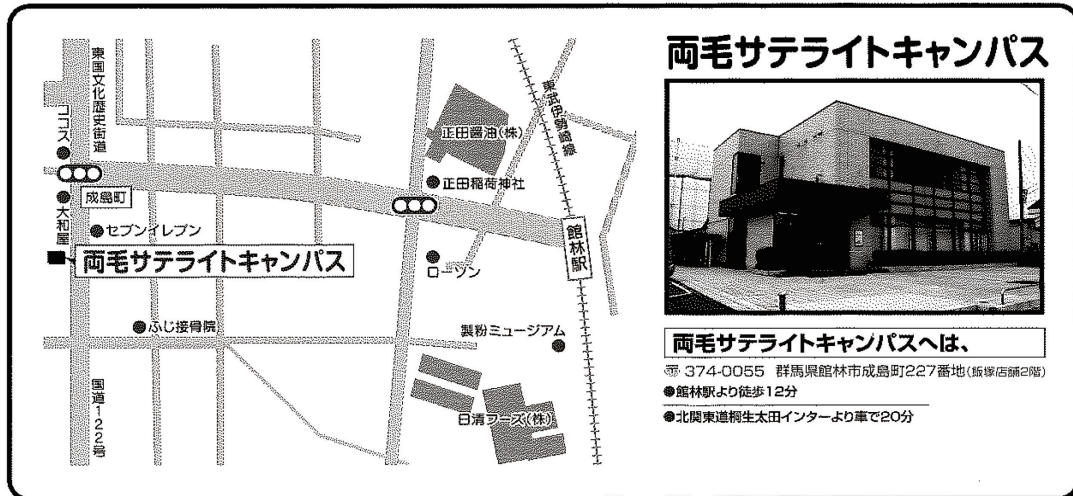 両毛サテライトキャンパス
東国文化歴史街道
ココス
成島町
大和屋
セブンイレブン
両毛サテライトキャンパス
ふじ接骨院
国道122号
正田醤油(株)
正田稲荷神社
ローソン
東武伊勢崎線
館林駅
製粉ミュージアム
日清フーズ(株)
両毛サテライトキャンパスへは、
〒374-0055 群馬県館林市成島町227番地(飯塚店舗2階)
●館林駅より徒歩12分
●北関東道桐生太田インターより車で20分